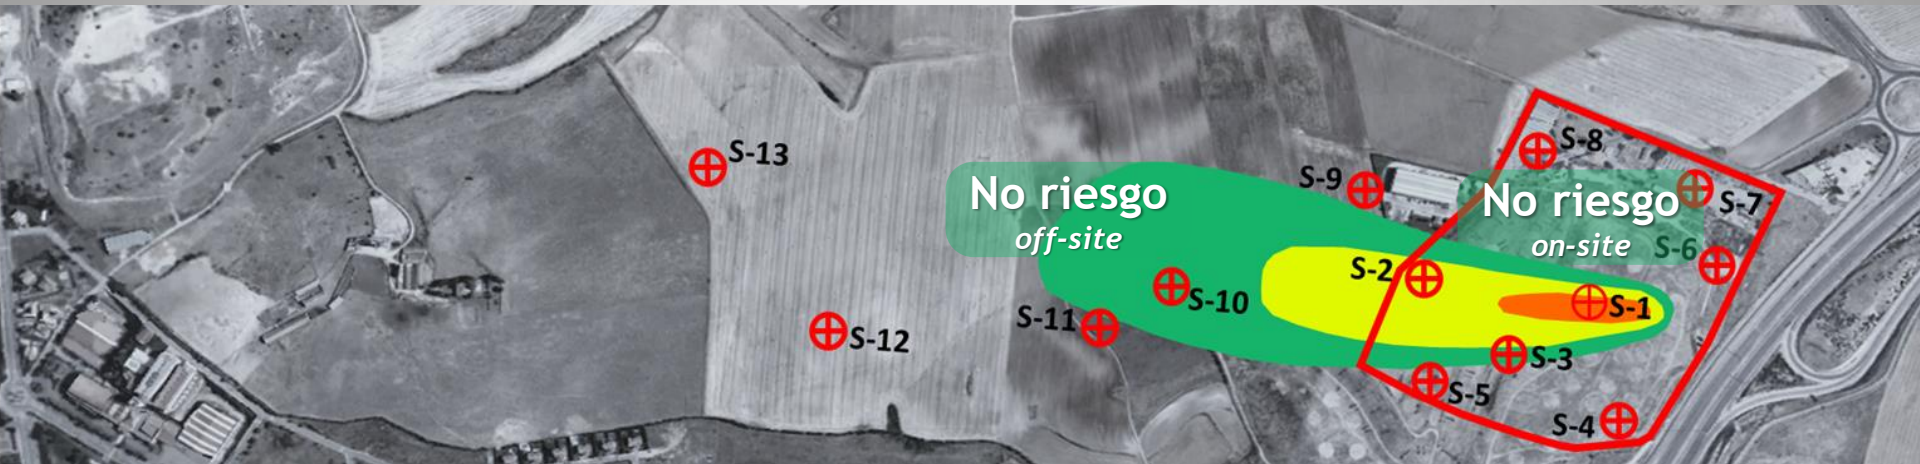 S-13
No riesgo
off-site
S-9
S-8
No riesgo
on-site
S-7
S-6
S-2
S-10
S-1
S-11
S-12
S-3
S-5
S-4